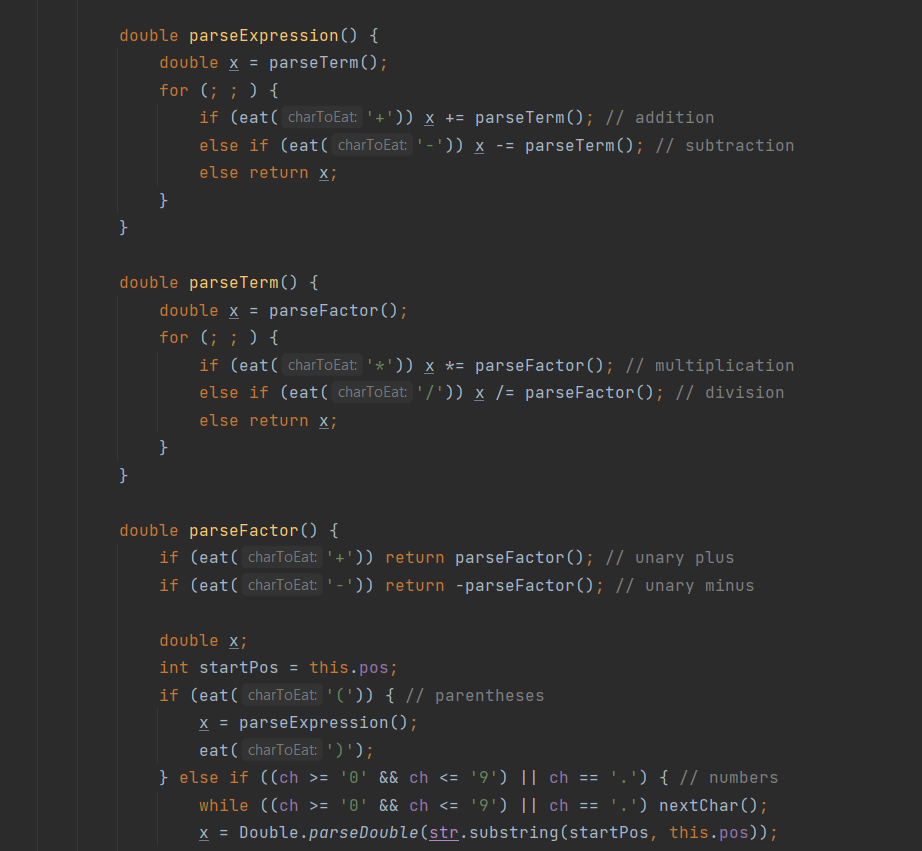 double parseExpression() {
double x = parseTerm();
for (; ; ) {
if (eat( charToEat: '+')) x += parseTerm(); // addition
else if (eat( charToEat: '-')) x -= parseTerm(); // subtraction
else return x;
}
}
double parseTerm() {
double x = parseFactor();
for (; ; ) {
if (eat( charToEat: '*')) x *= parseFactor(); // multiplication
else if (eat( charToEat: '/')) x /= parseFactor(); // division
else return x;
}
}
double parseFactor() {
if (eat( charToEat: '+')) return parseFactor(); // unary plus
if (eat( charToEat: '-')) return -parseFactor(); // unary minus
double x;
int startPos = this.pos;
if (eat( charToEat: '(')) { // parentheses
x = parseExpression();
eat( charToEat: ')');
} else if ((ch >= '0' && ch <= '9') || ch == '.') { // numbers
while ((ch >= '0' && ch <= '9') || ch == '.') nextChar();
x = Double.parseDouble(str.substring(startPos, this.pos));